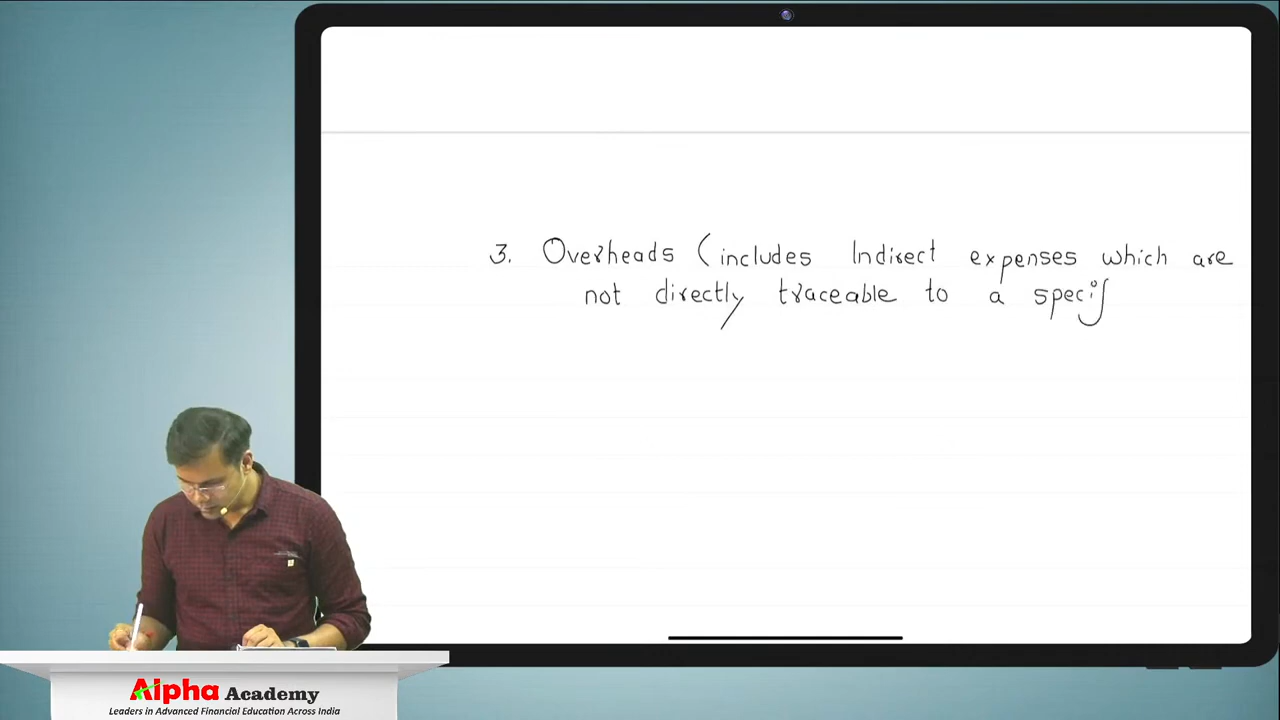 3. Overheads (includes Indirect expenses which are
not directly traceable to a specif
Alpha Academy
Leaders in Advanced Financial Education Across India